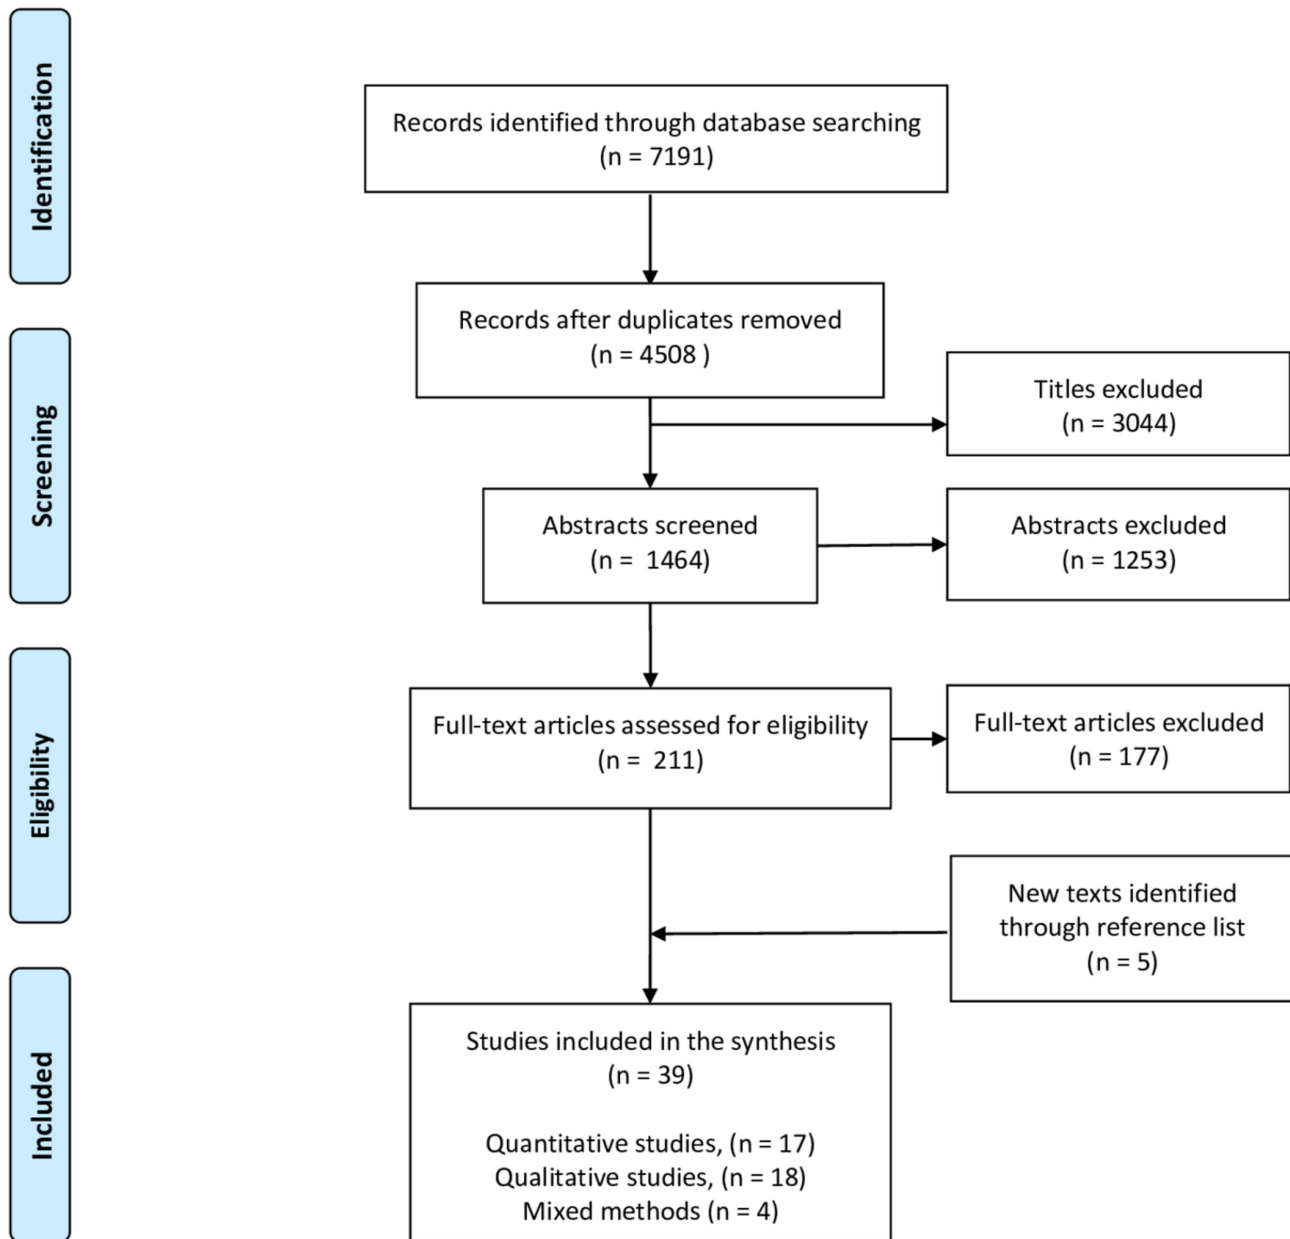 Identification
Records identified through database searching
(n = 7191)
Records after duplicates removed
(n = 4508 )
Screening
Titles excluded
(n = 3044)
Abstracts screened
(n =  1464)
Abstracts excluded
(n = 1253)
Eligibility
Full-text articles assessed for eligibility
(n =  211)
Full-text articles excluded
(n = 177)
New texts identified
through reference list
(n = 5)
Included
Studies included in the synthesis
(n = 39)
Quantitative studies, (n = 17)
Qualitative studies, (n = 18)
Mixed methods (n = 4)